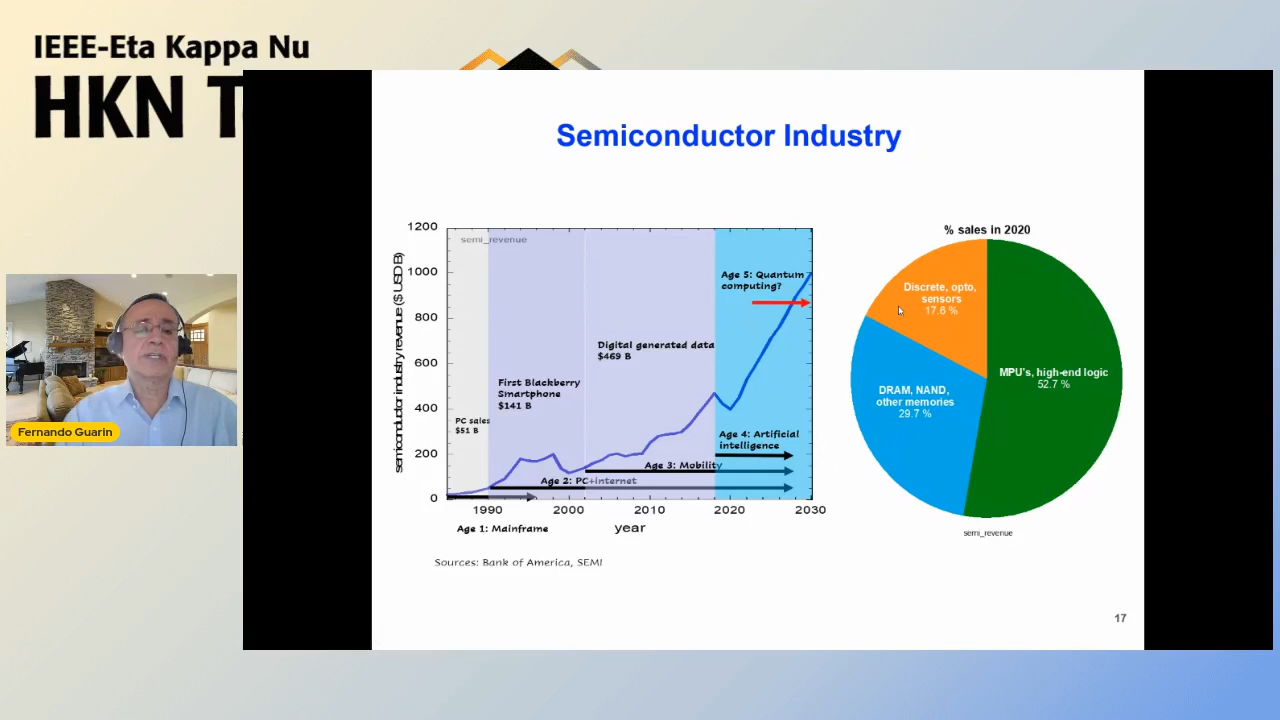 IEEE-Eta Kappa Nu
HKN T
Semiconductor Industry
semi_revenue
semiconductor industry revenue ($ USD B)
1200
1000
800
600
400
200
0
1990
2000
2010
2020
2030
year
PC sales
$51 B
First Blackberry
Smartphone
$141 B
Digital generated data
$469 B
Age 5: Quantum
computing?
Age 4: Artificial
intelligence
Age 3: Mobility
Age 2: PC+internet
Age 1: Mainframe
Sources: Bank of America, SEMI
% sales in 2020
Discrete, opto,
sensors
17.6 %
MPU's, high-end logic
52.7 %
DRAM, NAND,
other memories
29.7 %
semi_revenue
17
Fernando Guarin